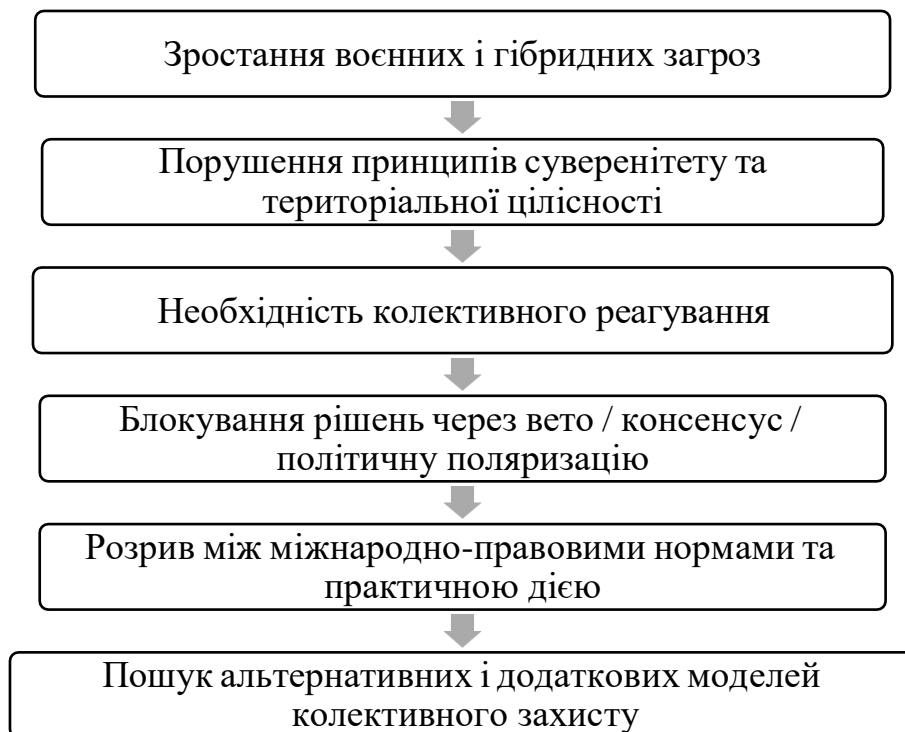 Зростання воєнних і гібридних загроз
Порушення принципів суверенітету та
територіальної цілісності
Необхідність колективного реагування
Блокування рішень через вето / консенсус /
політичну поляризацію
Розрив між міжнародно-правовими нормами та
практичною дією
Пошук альтернативних і додаткових моделей
колективного захисту